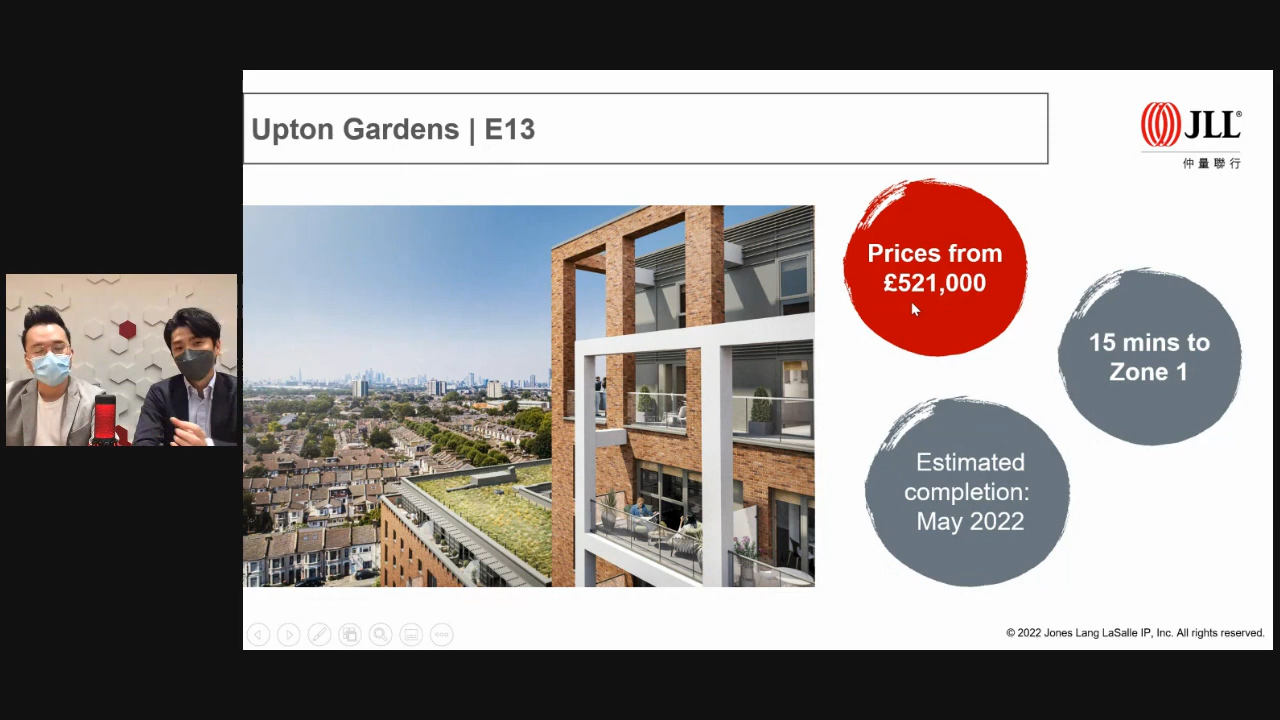 Upton Gardens | E13
JLL®
仲量聯行
Prices from
£521,000
15 mins to
Zone 1
Estimated
completion:
May 2022
© 2022 Jones Lang LaSalle IP, Inc. All rights reserved.